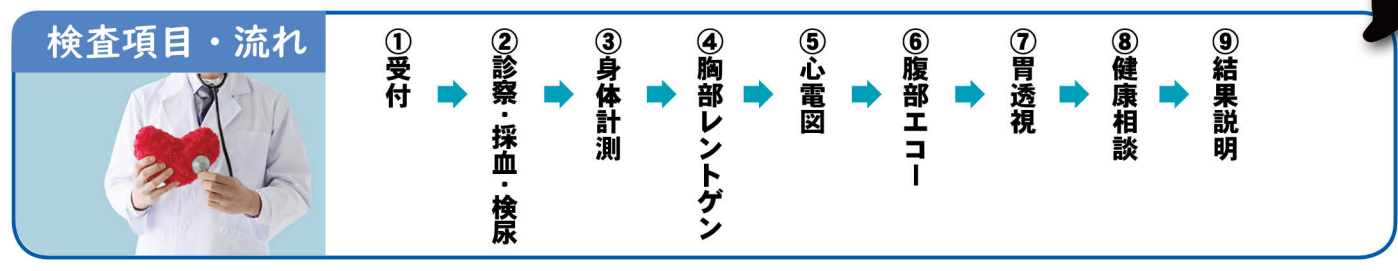 検査項目・流れ
①受付
②診察・採血・検尿
③身体計測
④胸部レントゲン
⑤心電図
⑥腹部エコー
⑦胃透視
⑧健康相談
⑨結果説明